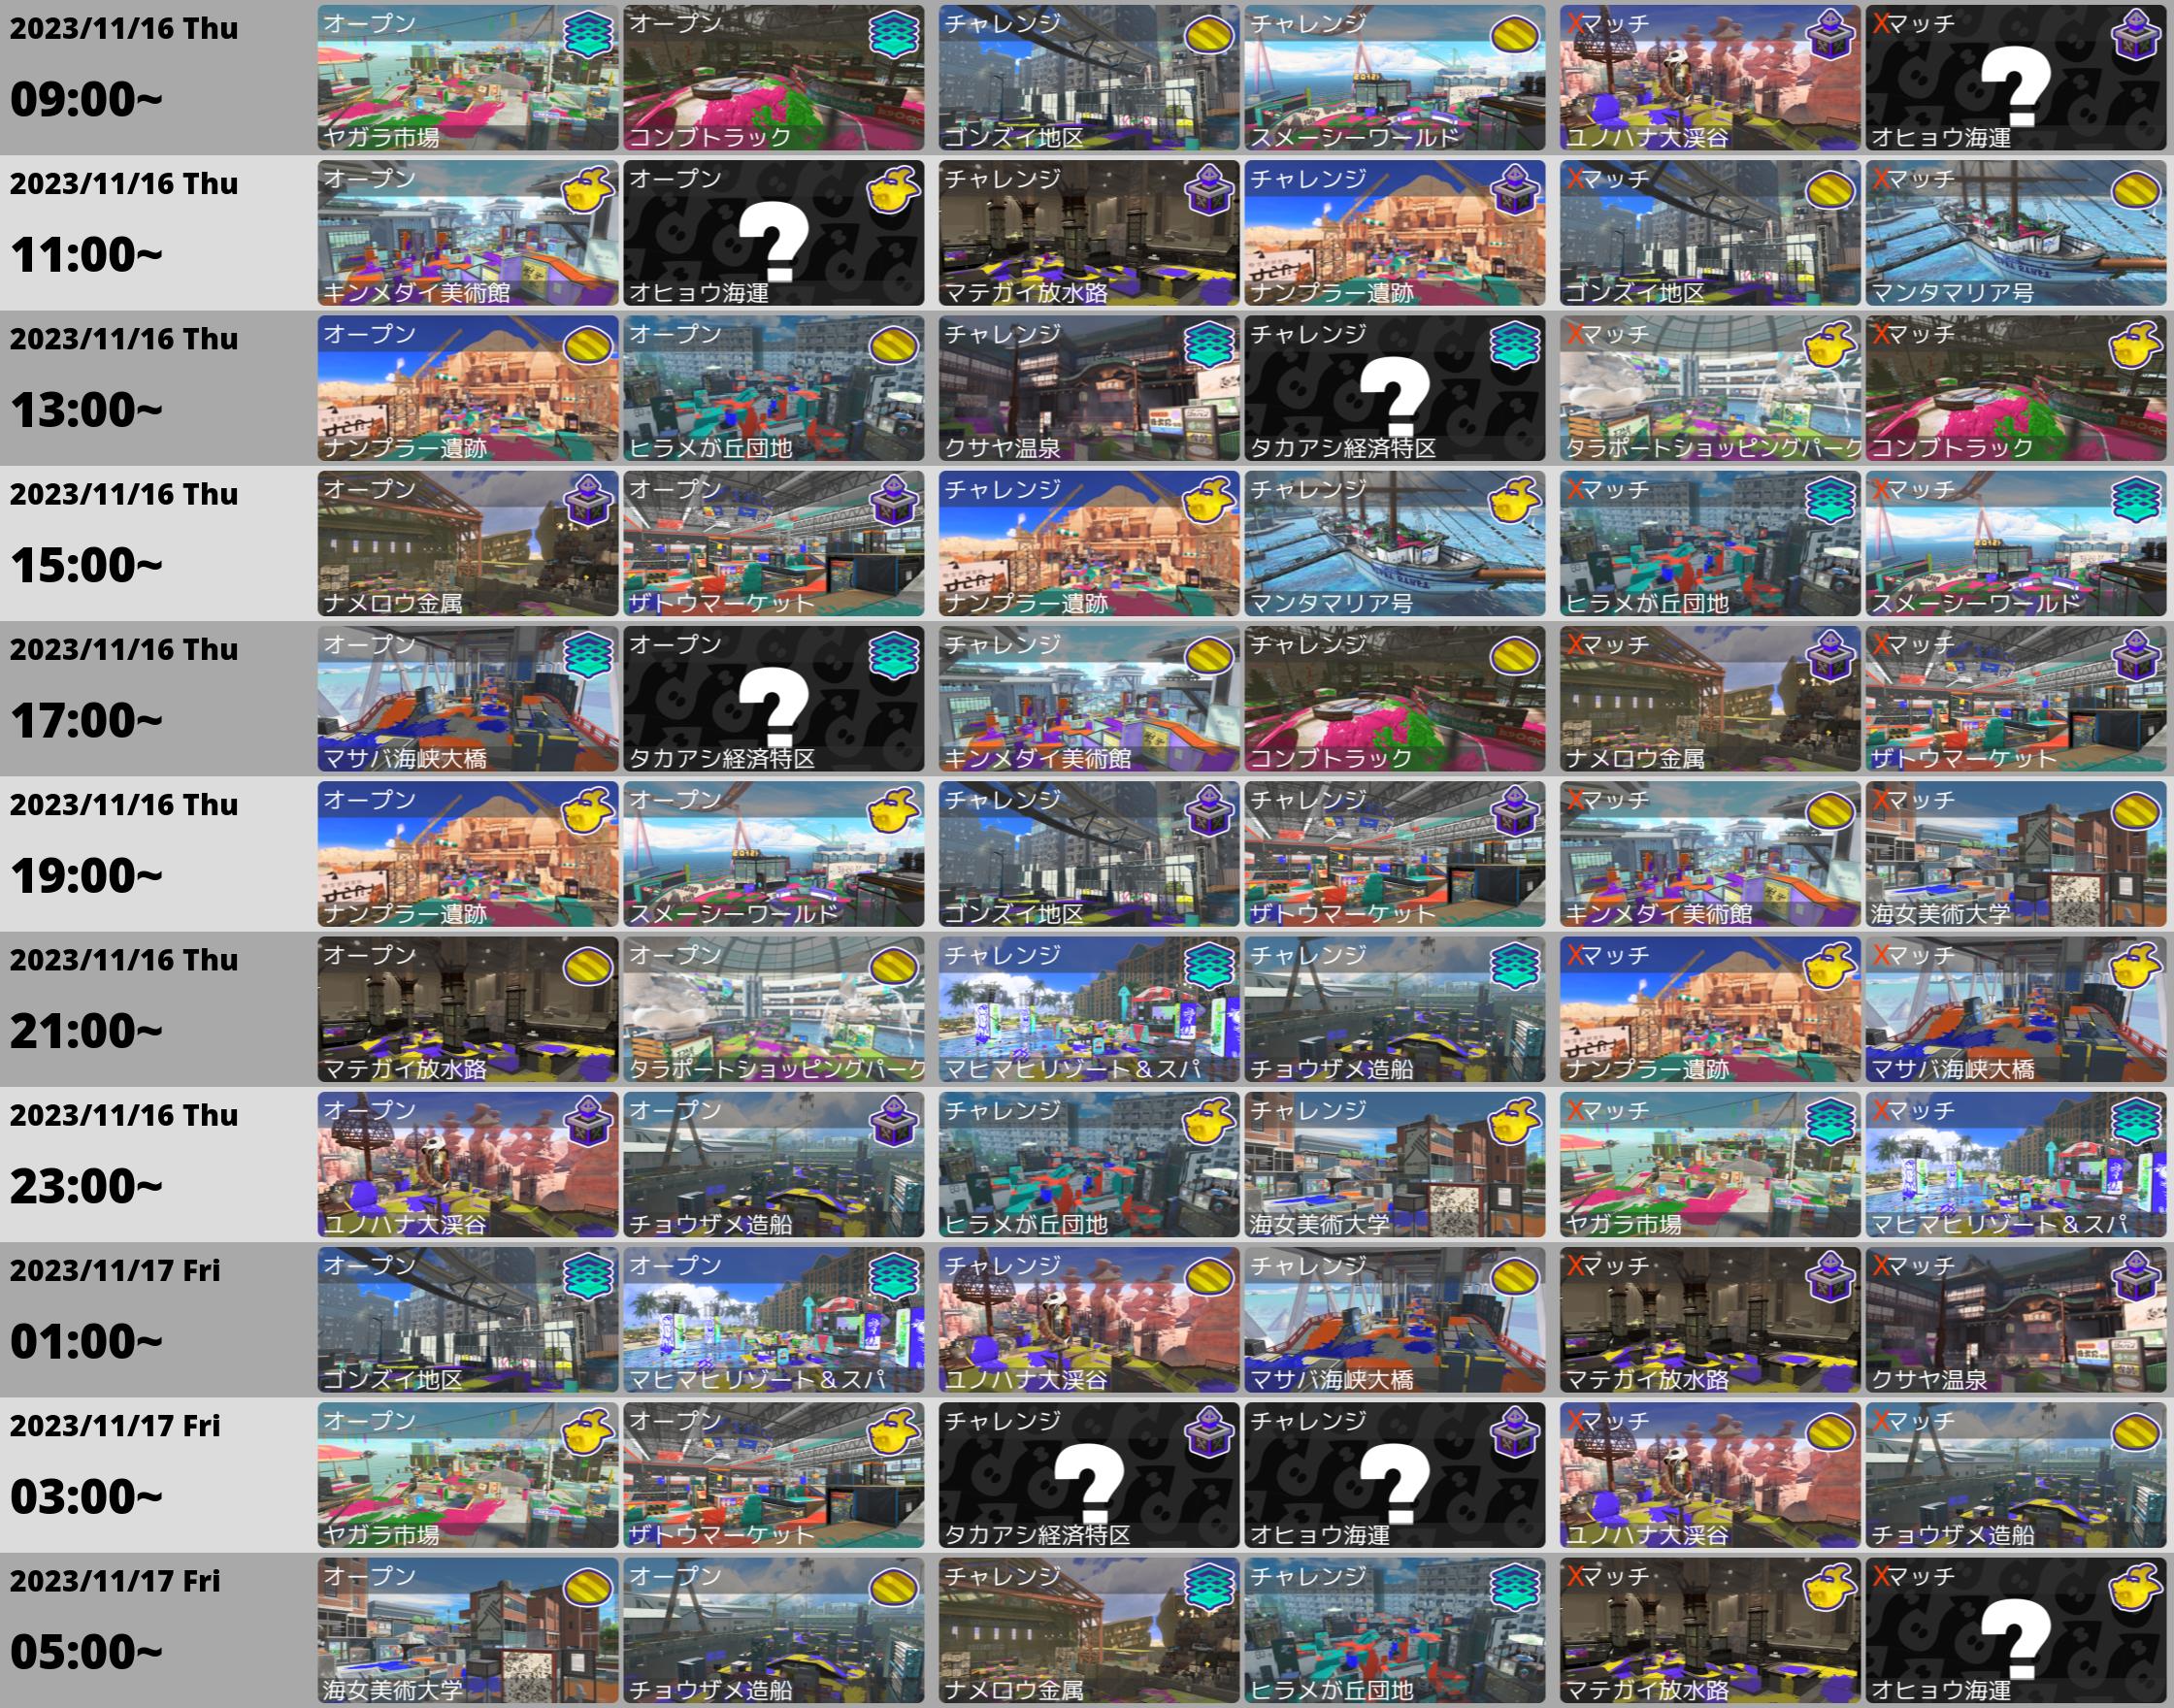 2023/11/16 Thu
09:00~
オープン
ヤガラ市場
オープン
コンブトラック
チャレンジ
ゴンズイ地区
チャレンジ
スメーシーワールド
Xマッチ
ユノハナ大渓谷
Xマッチ
?
オヒョウ海運
2023/11/16 Thu
11:00~
オープン
キンメダイ美術館
オープン
?
オヒョウ海運
チャレンジ
マテガイ放水路
チャレンジ
ナンプラー遺跡
Xマッチ
ゴンズイ地区
Xマッチ
マンタマリア号
2023/11/16 Thu
13:00~
オープン
ナンプラー遺跡
オープン
ヒラメが丘団地
チャレンジ
クサヤ温泉
チャレンジ
?
タカアシ経済特区
Xマッチ
タラポートショッピングパーク
Xマッチ
コンブトラック
2023/11/16 Thu
15:00~
オープン
ナメロウ金属
オープン
ザトウマーケット
チャレンジ
ナンプラー遺跡
チャレンジ
マンタマリア号
Xマッチ
ヒラメが丘団地
Xマッチ
スメーシーワールド
2023/11/16 Thu
17:00~
オープン
マサバ海峡大橋
オープン
?
タカアシ経済特区
チャレンジ
キンメダイ美術館
チャレンジ
コンブトラック
Xマッチ
ナメロウ金属
Xマッチ
ザトウマーケット
2023/11/16 Thu
19:00~
オープン
ナンプラー遺跡
オープン
スメーシーワールド
チャレンジ
ゴンズイ地区
チャレンジ
ザトウマーケット
Xマッチ
キンメダイ美術館
Xマッチ
海女美術大学
2023/11/16 Thu
21:00~
オープン
マテガイ放水路
オープン
タラポートショッピングパーク
チャレンジ
マヒマヒリゾート&スパ
チャレンジ
チョウザメ造船
Xマッチ
ナンプラー遺跡
Xマッチ
マサバ海峡大橋
2023/11/16 Thu
23:00~
オープン
ユノハナ大渓谷
オープン
チョウザメ造船
チャレンジ
ヒラメが丘団地
チャレンジ
海女美術大学
Xマッチ
ヤガラ市場
Xマッチ
マヒマヒリゾート&スパ
2023/11/17 Fri
01:00~
オープン
ゴンズイ地区
オープン
マヒマヒリゾート&スパ
チャレンジ
ユノハナ大渓谷
チャレンジ
マサバ海峡大橋
Xマッチ
マテガイ放水路
Xマッチ
クサヤ温泉
2023/11/17 Fri
03:00~
オープン
ヤガラ市場
オープン
ザトウマーケット
チャレンジ
?
タカアシ経済特区
チャレンジ
?
オヒョウ海運
Xマッチ
ユノハナ大渓谷
Xマッチ
チョウザメ造船
2023/11/17 Fri
05:00~
オープン
海女美術大学
オープン
チョウザメ造船
チャレンジ
ナメロウ金属
チャレンジ
ヒラメが丘団地
Xマッチ
マテガイ放水路
Xマッチ
?
オヒョウ海運